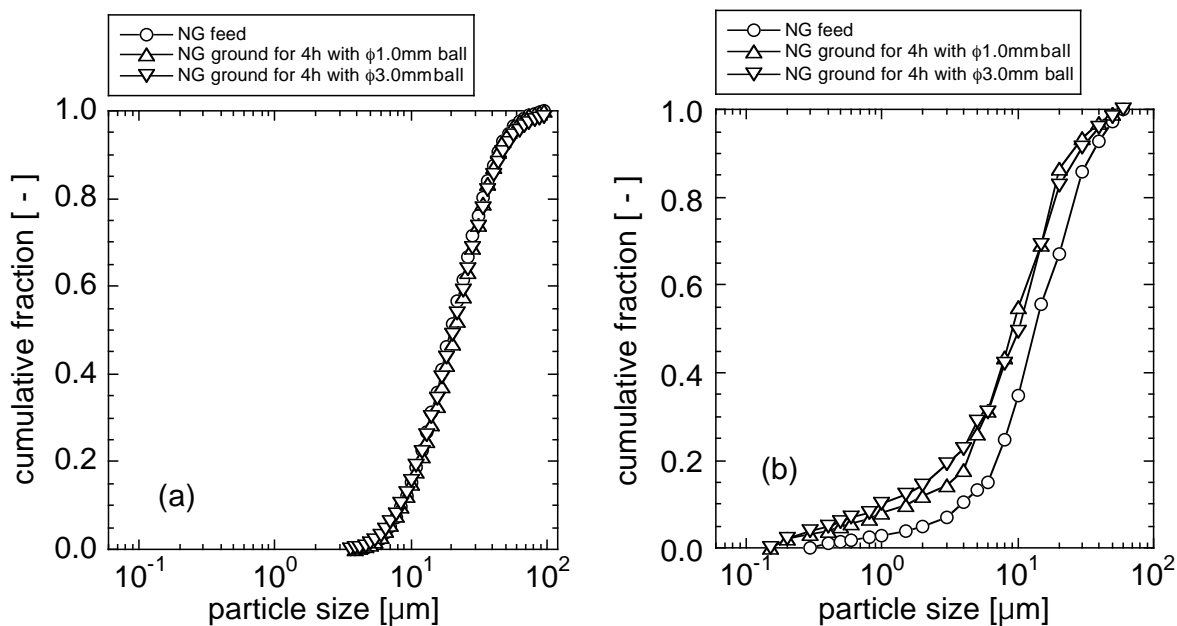 NG feed
NG ground for 4h with ϕ1.0mm ball
NG ground for 4h with ϕ3.0mm ball
1.0
0.8
0.6
0.4
0.2
0.0
cumulative fraction [ - ]
(a)
10⁻¹ 10⁰ 10¹ 10²
particle size [µm]
NG feed
NG ground for 4h with ϕ1.0mm ball
NG ground for 4h with ϕ3.0mm ball
1.0
0.8
0.6
0.4
0.2
0.0
cumulative fraction [ - ]
(b)
10⁻¹ 10⁰ 10¹ 10²
particle size [µm]